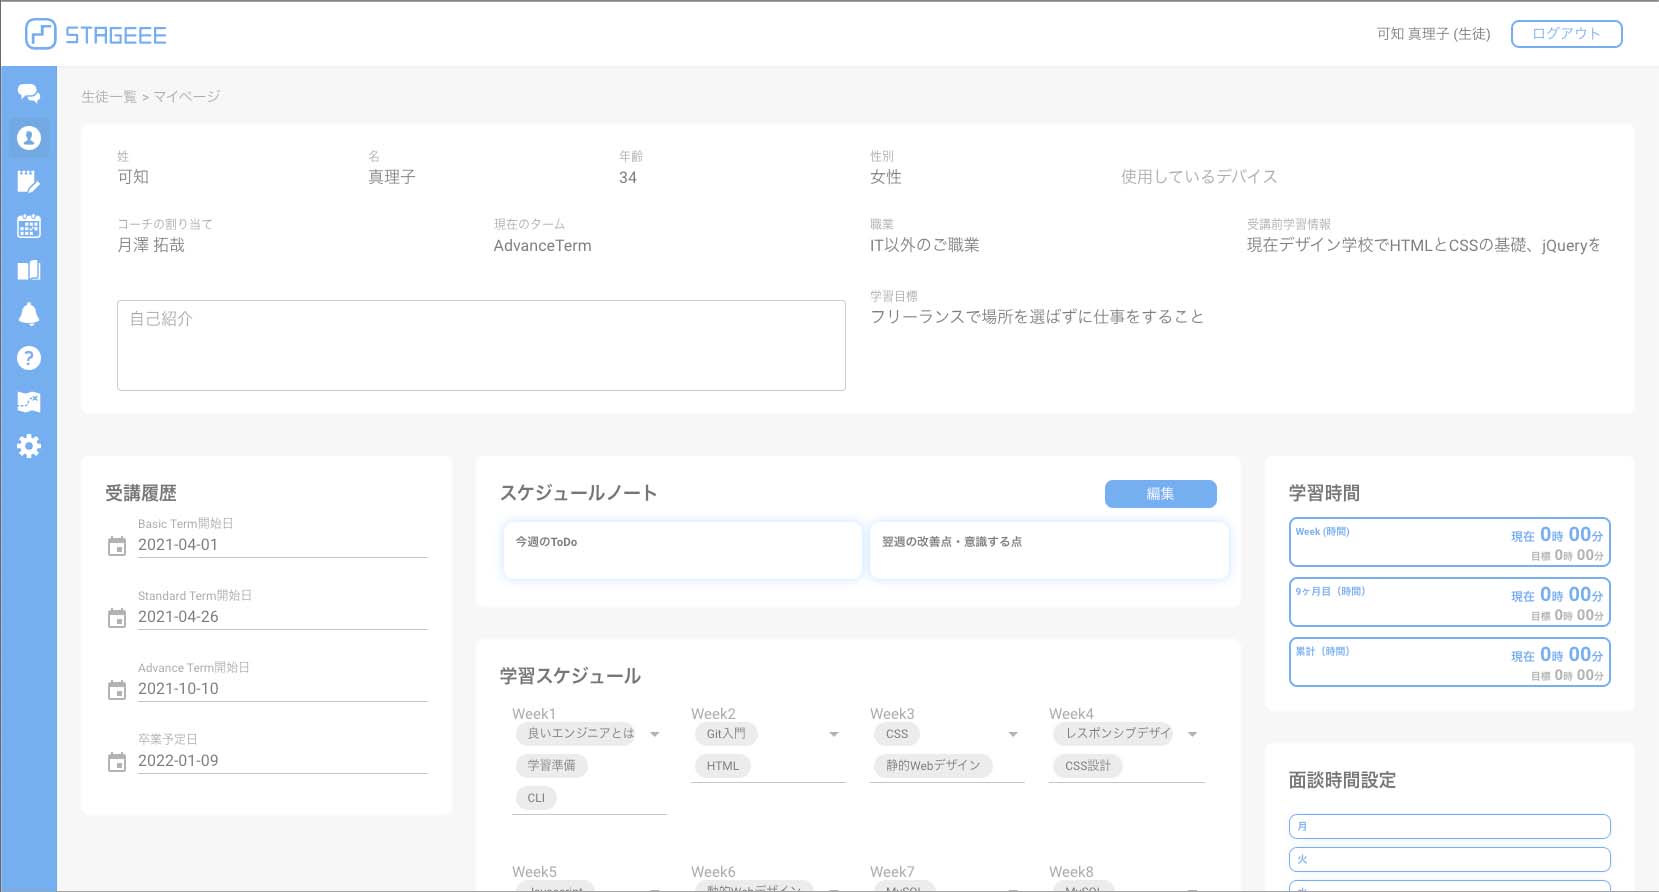 STAGEEE
可知 真理子 (生徒)
ログアウト
生徒一覧 > マイページ
姓
可知
名
真理子
年齢
34
性別
女性
使用しているデバイス
コーチの割り当て
月澤 拓哉
現在のターム
AdvanceTerm
職業
IT以外のご職業
受講前学習情報
現在デザイン学校でHTMLとCSSの基礎、jQueryを
自己紹介
学習目標
フリーランスで場所を選ばずに仕事をすること
受講履歴
Basic Term開始日
2021-04-01
Standard Term開始日
2021-04-26
Advance Term開始日
2021-10-10
卒業予定日
2022-01-09
スケジュールノート
編集
今週のToDo
翌週の改善点・意識する点
学習スケジュール
Week1
良いエンジニアとは
学習準備
CLI
Week2
Git入門
HTML
Week3
CSS
静的Webデザイン
Week4
レスポンシブデザイ
CSS設計
Week5
Javascript
Week6
動的Webデザイン
Week7
MySQL
Week8
MySQL
学習時間
Week (時間)
現在 0時 00分
目標 0時 00分
9ヶ月目（時間）
現在 0時 00分
目標 0時 00分
累計（時間）
現在 0時 00分
目標 0時 00分
面談時間設定
月
火
水